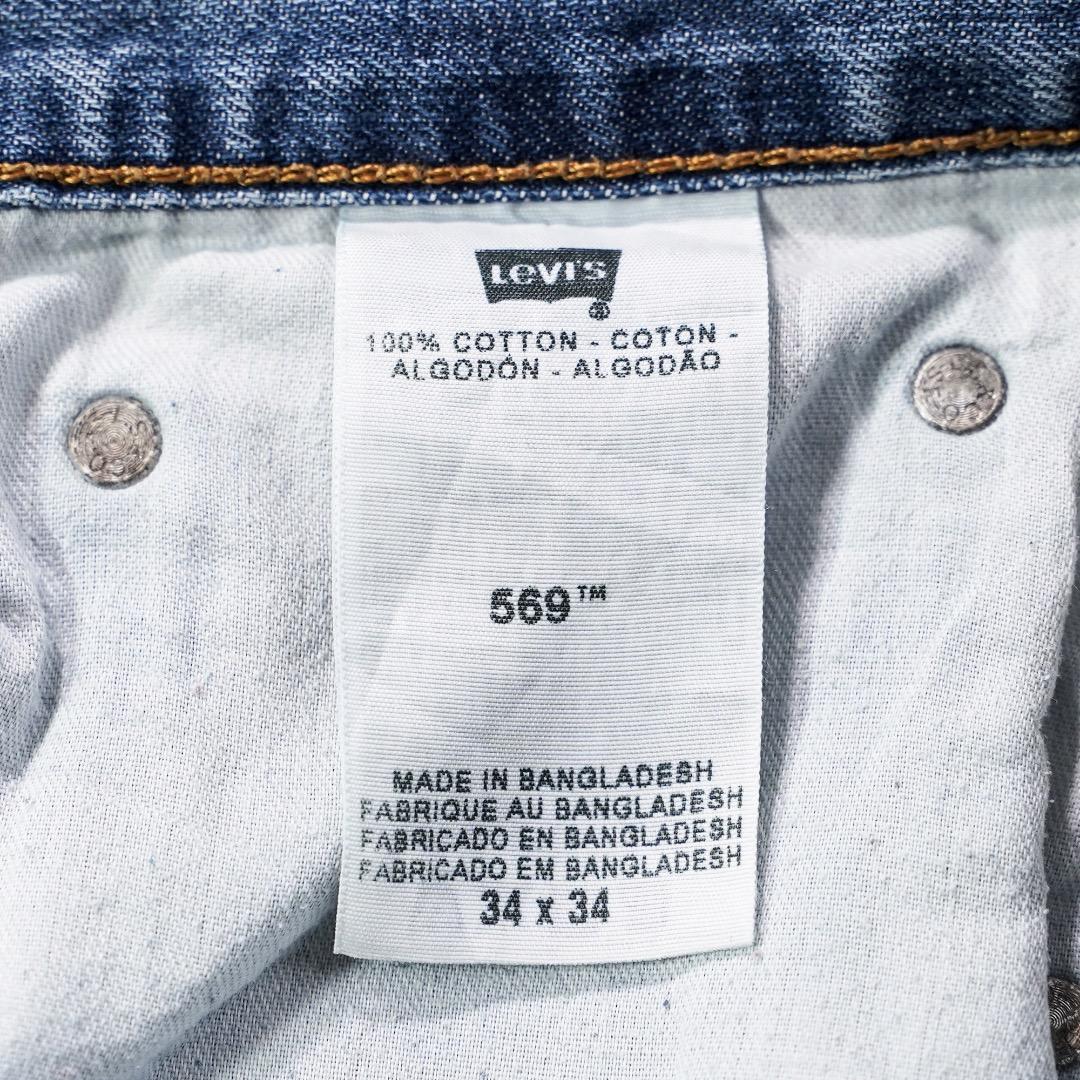 Levi's
®
100% COTTON - COTON -
ALGODÓN - ALGODÃO
569™
MADE IN BANGLADESH
FABRIQUE AU BANGLADESH
FABRICADO EN BANGLADESH
FABRICADO EM BANGLADESH
34 x 34